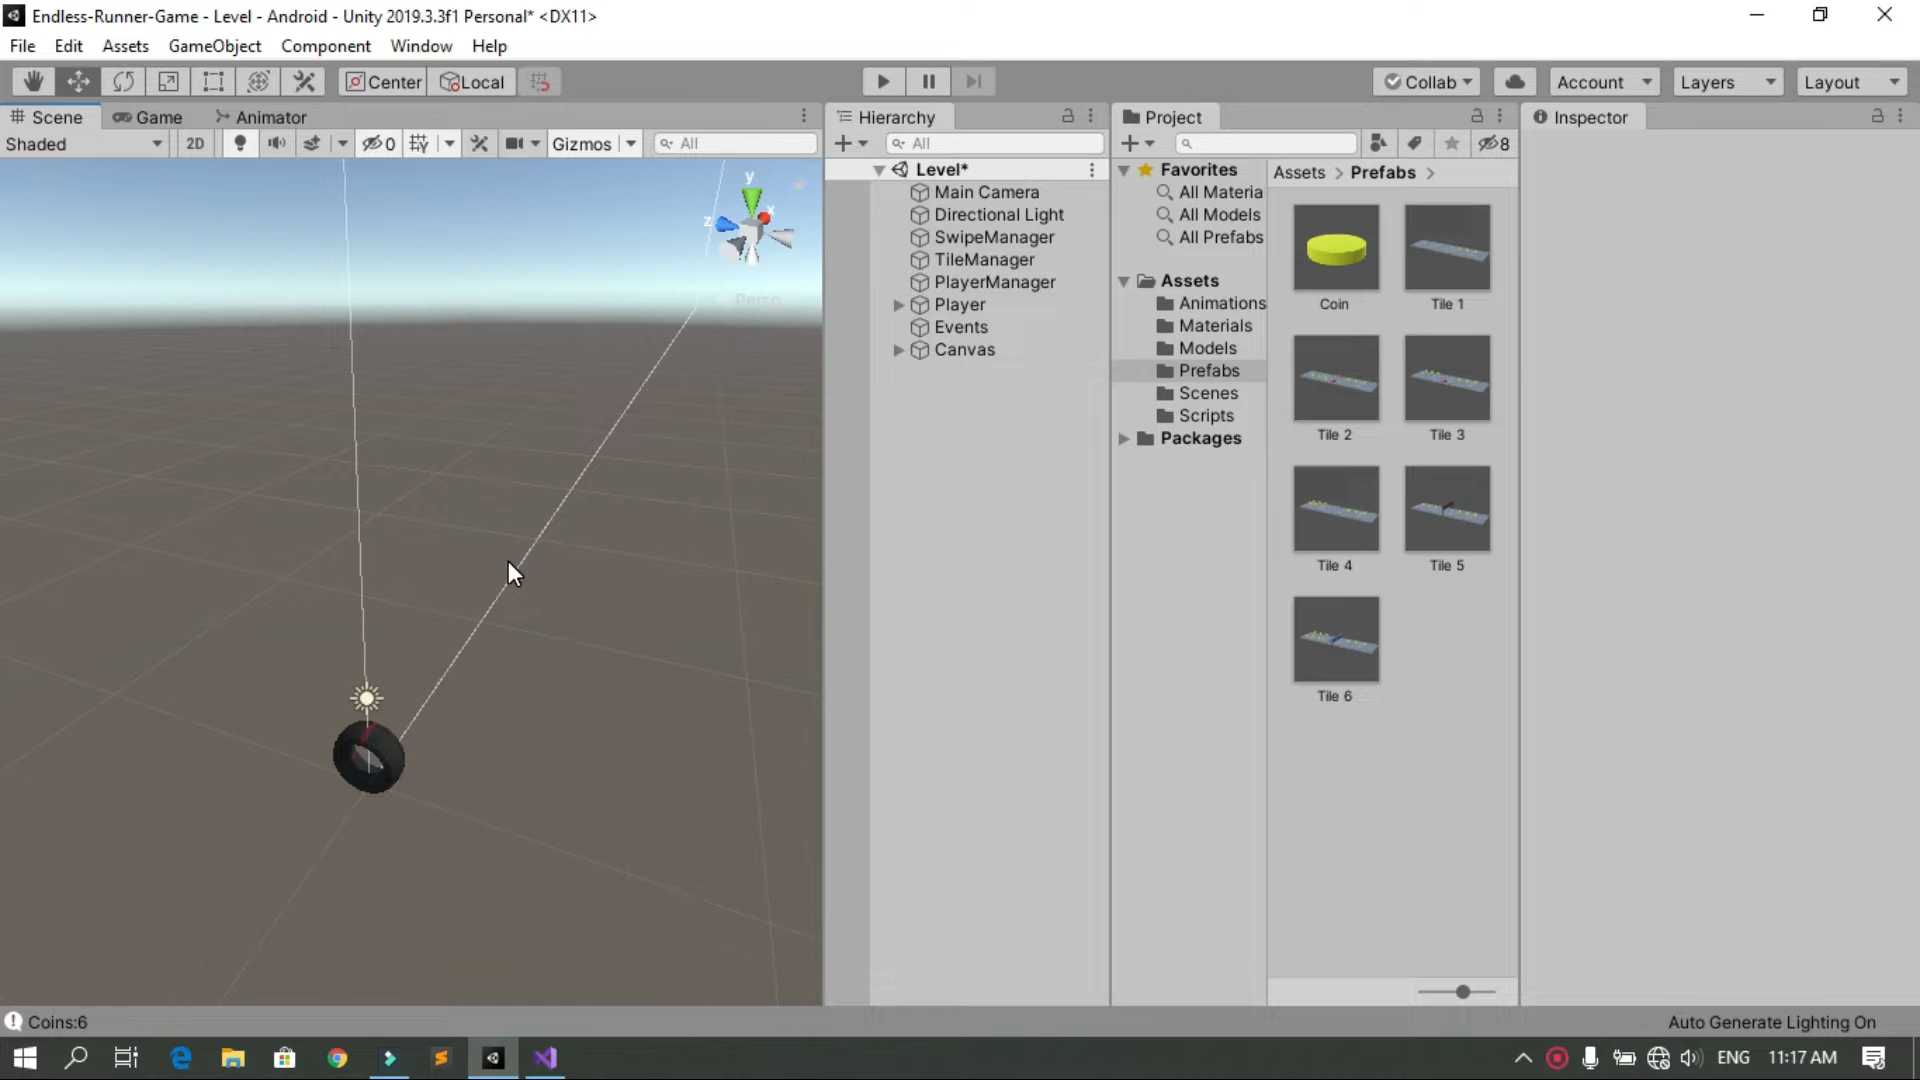 Endless-Runner-Game - Level - Android - Unity 2019.3.3f1 Personal* <DX11>
File Edit Assets GameObject Component Window Help
Center Local Collab Account Layers Layout
Scene Game Animator
Shaded 2D 0 Gizmos All
y
x
z
Persp
Hierarchy
All
Level*
Main Camera
Directional Light
SwipeManager
TileManager
PlayerManager
Player
Events
Canvas
Project
8
Favorites
All Materia
All Models
All Prefabs
Assets
Animations
Materials
Models
Prefabs
Scenes
Scripts
Packages
Assets > Prefabs >
Coin
Tile 1
Tile 2
Tile 3
Tile 4
Tile 5
Tile 6
Inspector
Coins:6
Auto Generate Lighting On
ENG 11:17 AM